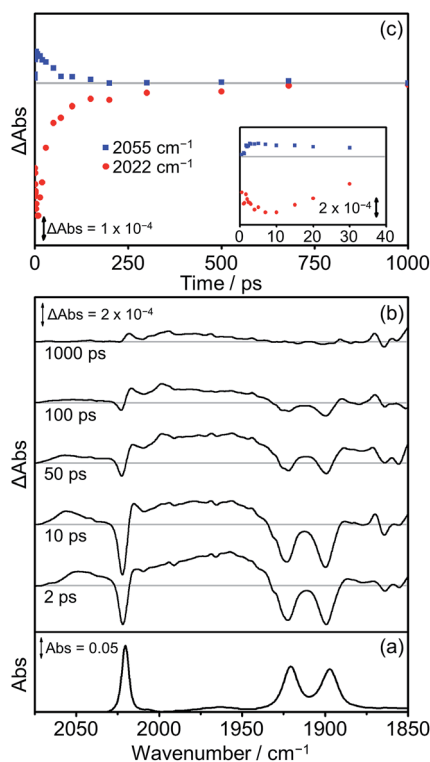 (c)
ΔAbs
2055 cm⁻¹
2022 cm⁻¹
ΔAbs = 1 x 10⁻⁴
2 x 10⁻⁴
0 10 20 30 40
0 250 500 750 1000
Time / ps
(b)
ΔAbs = 2 x 10⁻⁴
1000 ps
100 ps
ΔAbs
50 ps
10 ps
2 ps
(a)
Abs = 0.05
Abs
2050 2000 1950 1900 1850
Wavenumber / cm⁻¹